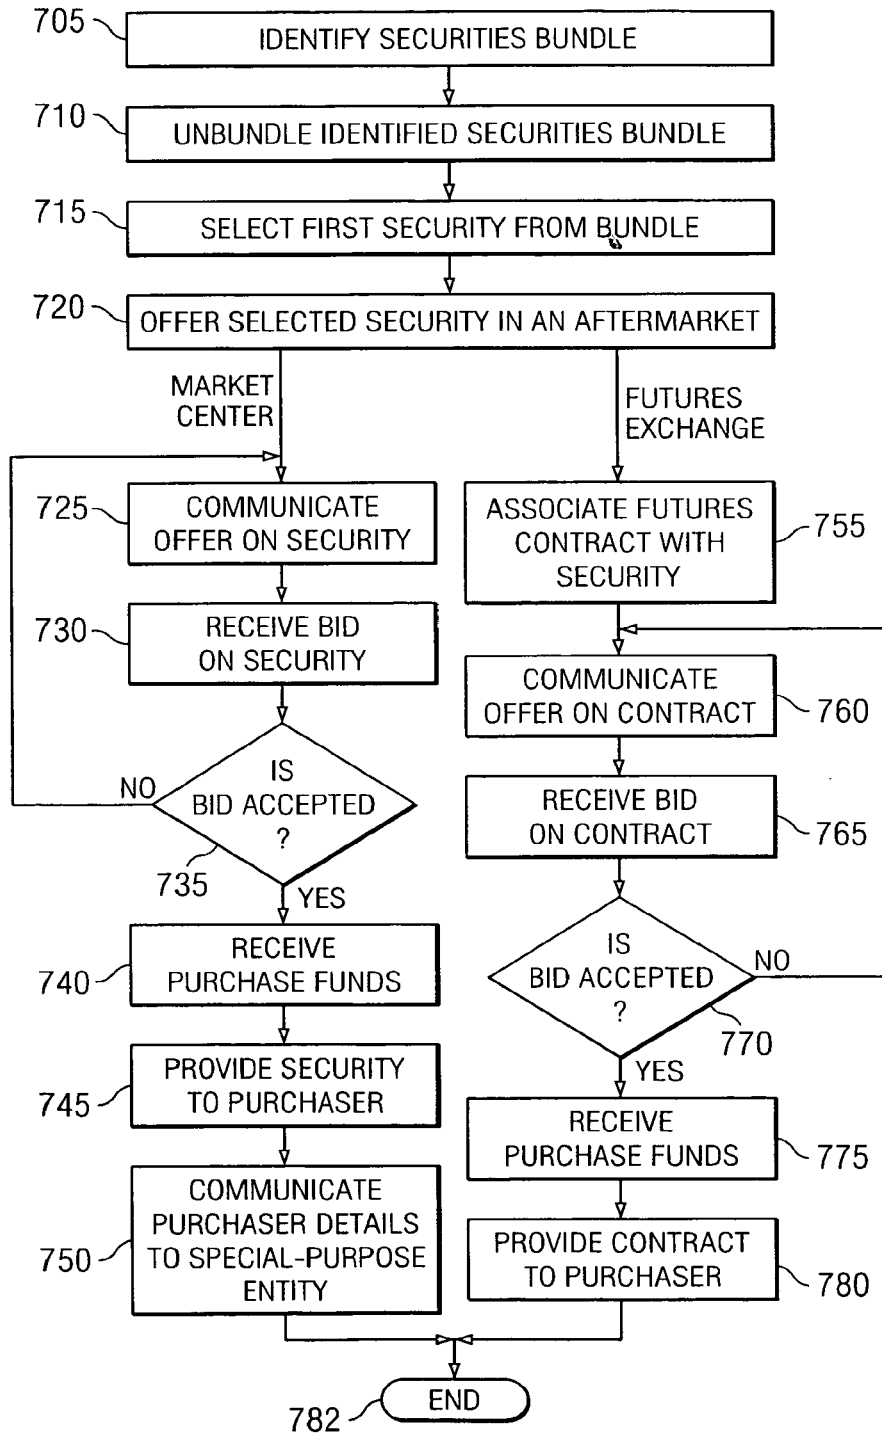 705
IDENTIFY SECURITIES BUNDLE
710
UNBUNDLE IDENTIFIED SECURITIES BUNDLE
715
SELECT FIRST SECURITY FROM BUNDLE
720
OFFER SELECTED SECURITY IN AN AFTERMARKET
MARKET
CENTER
725
COMMUNICATE
OFFER ON SECURITY
730
RECEIVE BID
ON SECURITY
IS
BID ACCEPTED
?
NO
735
YES
740
RECEIVE
PURCHASE FUNDS
745
PROVIDE SECURITY
TO PURCHASER
750
COMMUNICATE
PURCHASER DETAILS
TO SPECIAL-PURPOSE
ENTITY
FUTURES
EXCHANGE
ASSOCIATE FUTURES
CONTRACT WITH
SECURITY
755
COMMUNICATE
OFFER ON CONTRACT
760
RECEIVE BID
ON CONTRACT
765
IS
BID ACCEPTED
?
NO
770
YES
RECEIVE
PURCHASE FUNDS
775
PROVIDE CONTRACT
TO PURCHASER
780
782
END